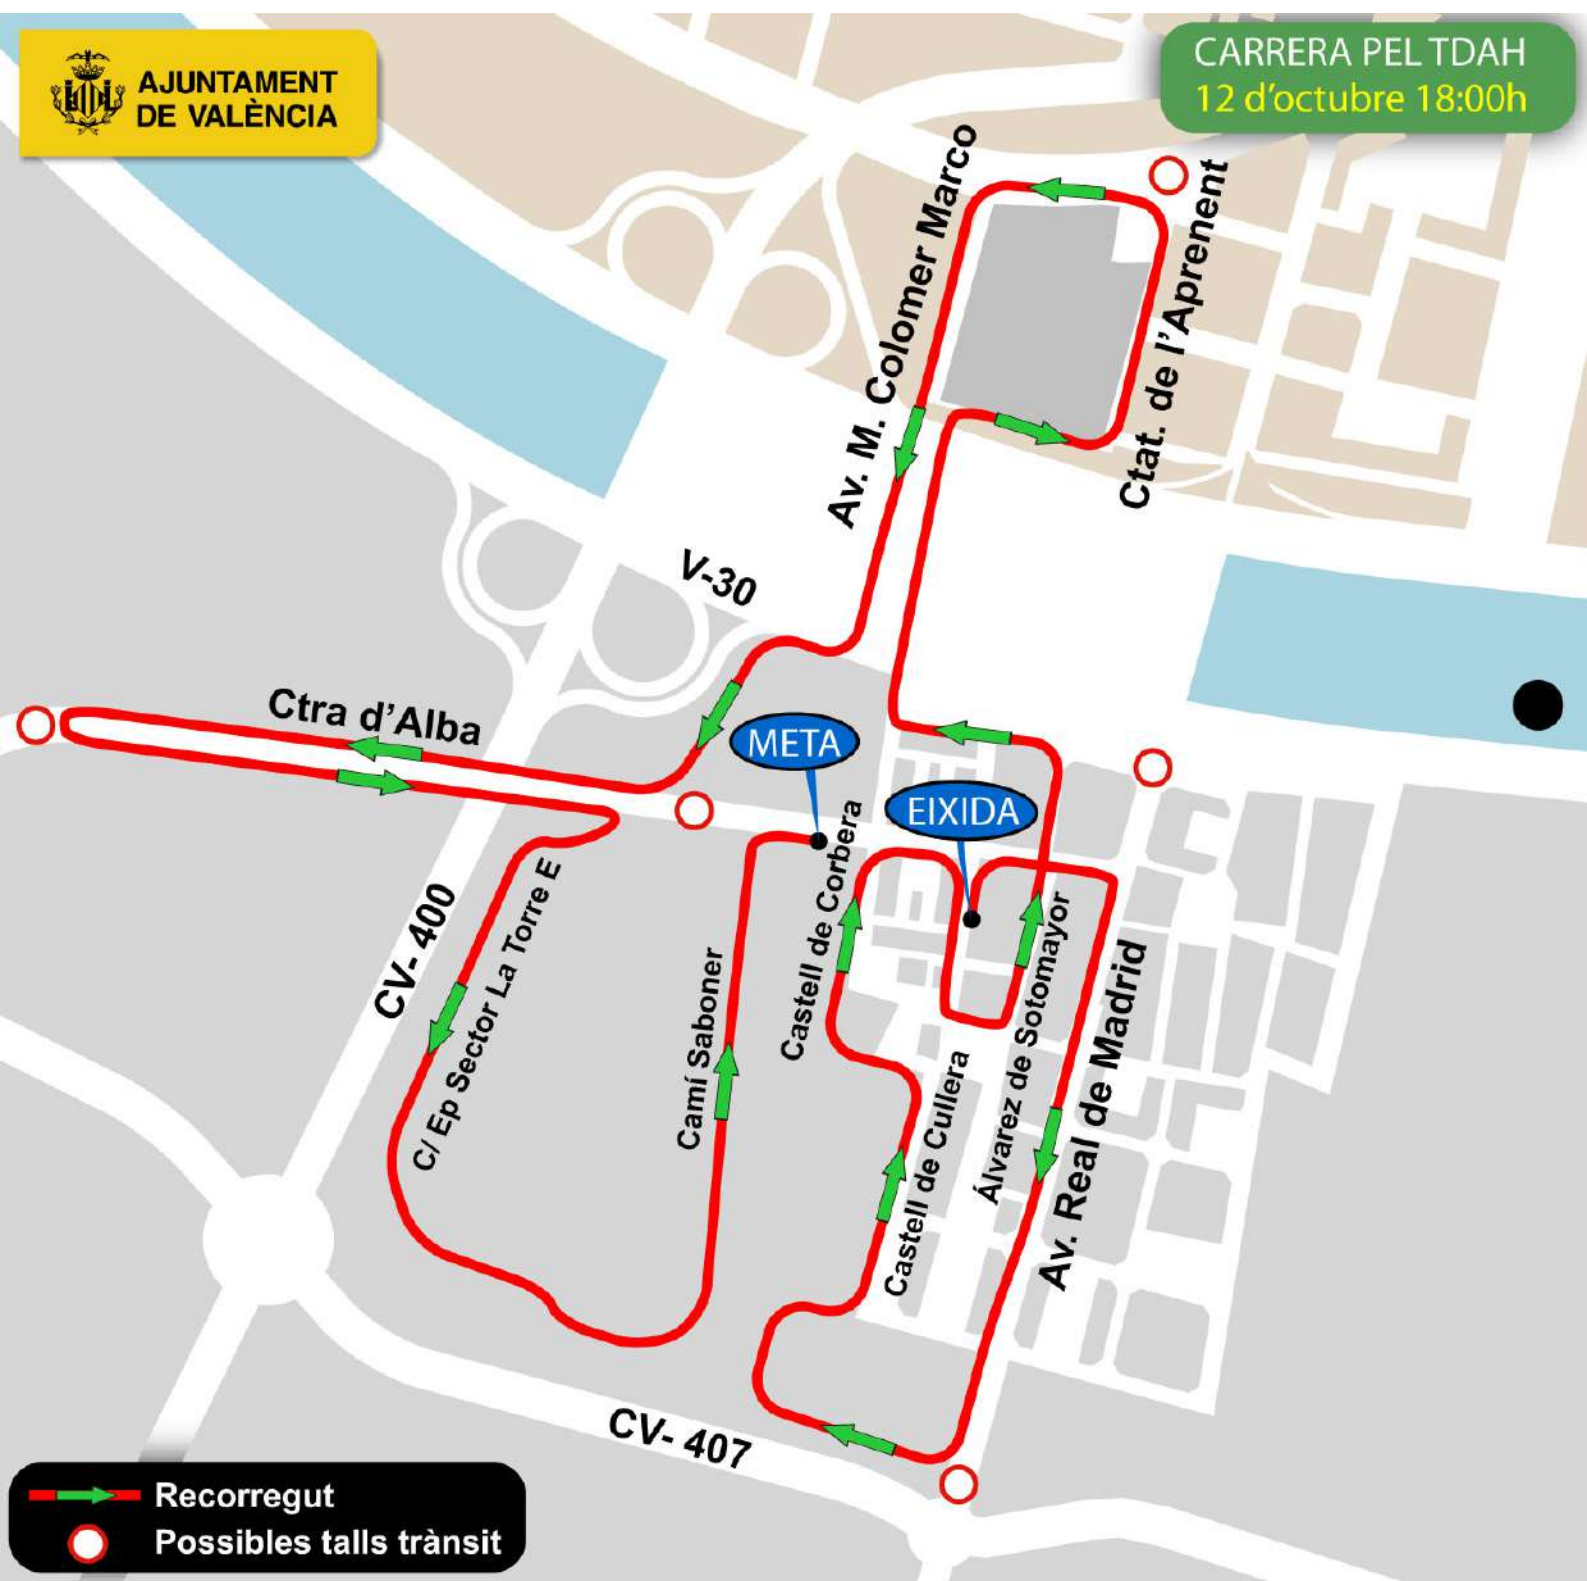 AJUNTAMENT
DE VALÈNCIA
CARRERA PEL TDAH
12 d'octubre 18:00h
Av. M. Colomer Marco
Ctat. de l'Aprenent
V-30
Ctra d'Alba
META
EIXIDA
CV- 400
C/ Ep Sector La Torre E
Camí Saboner
Castell de Corbera
Castell de Cullera
Álvarez de Sotomayor
Av. Real de Madrid
CV- 407
Recorregut
Possibles talls trànsit